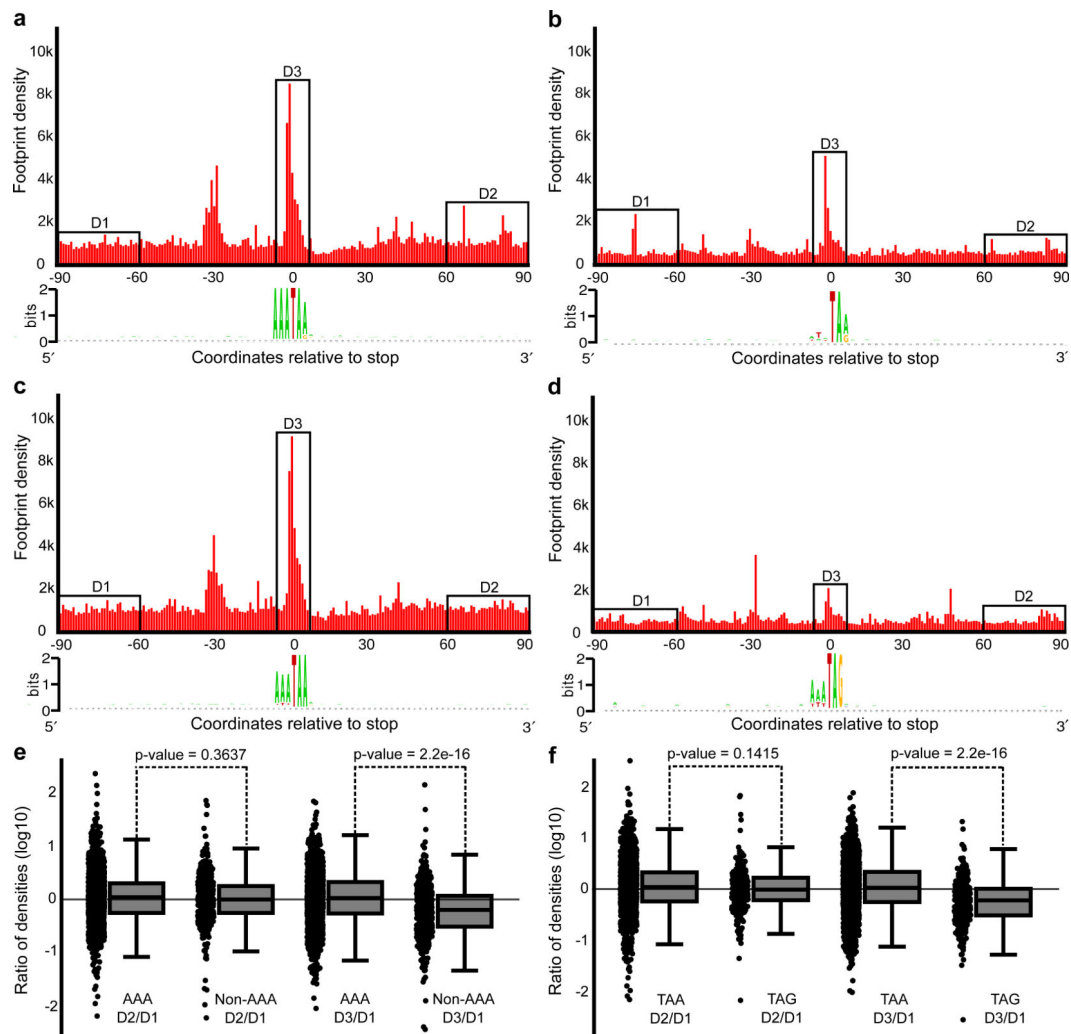 a
Footprint density
10k
8k
6k
4k
2k
0
D1
D3
D2
-90
-60
-30
0
30
60
90
bits
2
1
0
5′
Coordinates relative to stop
3′
b
Footprint density
10k
8k
6k
4k
2k
0
D1
D3
D2
-90
-60
-30
0
30
60
90
bits
2
1
0
5′
Coordinates relative to stop
3′
c
Footprint density
10k
8k
6k
4k
2k
0
D1
D3
D2
-90
-60
-30
0
30
60
90
bits
2
1
0
5′
Coordinates relative to stop
3′
d
Footprint density
10k
8k
6k
4k
2k
0
D1
D3
D2
-90
-60
-30
0
30
60
90
bits
2
1
0
5′
Coordinates relative to stop
3′
e
p-value = 0.3637
p-value = 2.2e-16
Ratio of densities (log10)
2
1
0
-1
-2
AAA
D2/D1
Non-AAA
D2/D1
AAA
D3/D1
Non-AAA
D3/D1
f
p-value = 0.1415
p-value = 2.2e-16
Ratio of densities (log10)
2
1
0
-1
-2
TAA
D2/D1
TAG
D2/D1
TAA
D3/D1
TAG
D3/D1